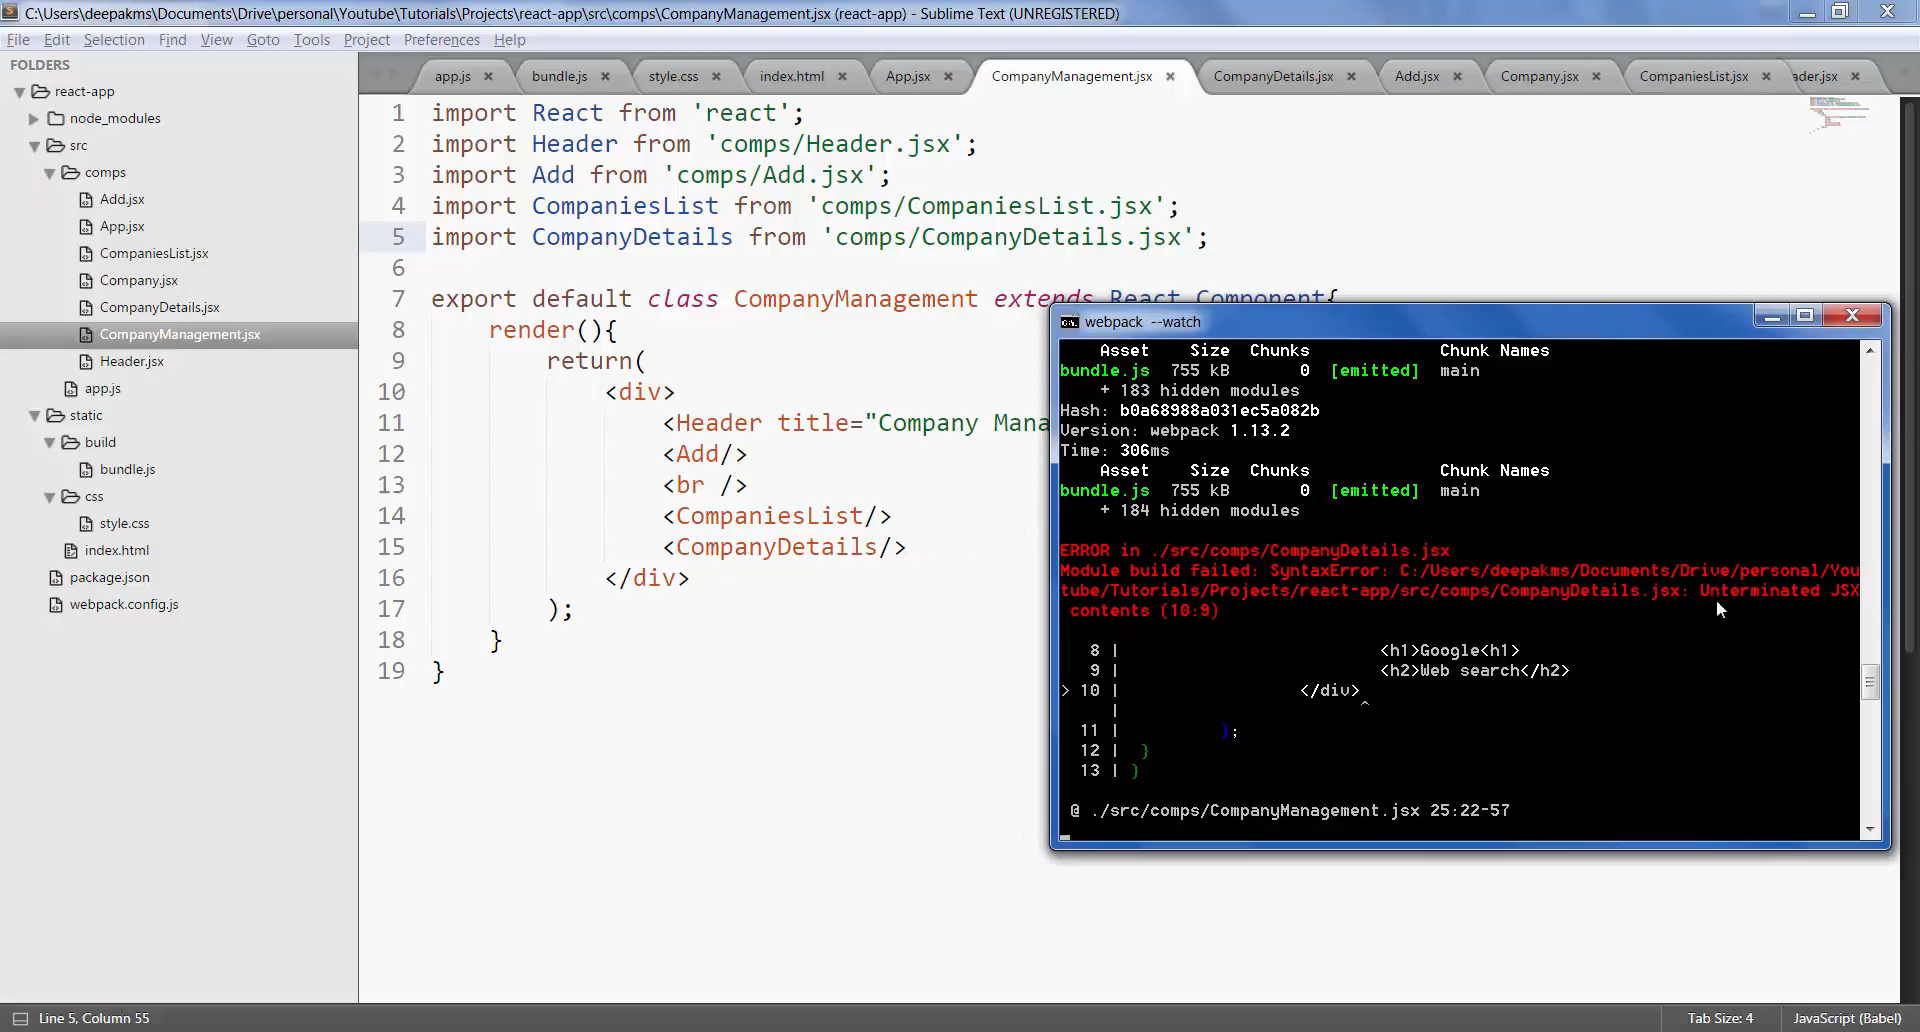 C:\Users\deepakms\Documents\Drive\personal\Youtube\Tutorials\Projects\react-app\src\comps\CompanyManagement.jsx (react-app) - Sublime Text (UNREGISTERED)
File Edit Selection Find View Goto Tools Project Preferences Help
FOLDERS
react-app
node_modules
src
comps
Add.jsx
App.jsx
CompaniesList.jsx
Company.jsx
CompanyDetails.jsx
CompanyManagement.jsx
Header.jsx
app.js
static
build
bundle.js
css
style.css
index.html
package.json
webpack.config.js
app.js bundle.js style.css index.html App.jsx CompanyManagement.jsx CompanyDetails.jsx Add.jsx Company.jsx CompaniesList.jsx ader.jsx
1 import React from 'react';
2 import Header from 'comps/Header.jsx';
3 import Add from 'comps/Add.jsx';
4 import CompaniesList from 'comps/CompaniesList.jsx';
5 import CompanyDetails from 'comps/CompanyDetails.jsx';
6
7 export default class CompanyManagement extends React Component{
8 render(){
9 return(
10 <div>
11 <Header title="Company Mana
12 <Add/>
13 <br />
14 <CompaniesList/>
15 <CompanyDetails/>
16 </div>
17 );
18 }
19 }
webpack --watch
Asset Size Chunks Chunk Names
bundle.js 755 kB 0 [emitted] main
+ 183 hidden modules
Hash: b0a68988a031ec5a082b
Version: webpack 1.13.2
Time: 306ms
Asset Size Chunks Chunk Names
bundle.js 755 kB 0 [emitted] main
+ 184 hidden modules
ERROR in ./src/comps/CompanyDetails.jsx
Module build failed: SyntaxError: C:/Users/deepakms/Documents/Drive/personal/You
tube/Tutorials/Projects/react-app/src/comps/CompanyDetails.jsx: Unterminated JSX
contents (10:9)
8 | <h1>Google<h1>
9 | <h2>Web search</h2>
> 10 | </div>
| ^
11 | );
12 | }
13 | }
@ ./src/comps/CompanyManagement.jsx 25:22-57
Line 5, Column 55
Tab Size: 4
JavaScript (Babel)